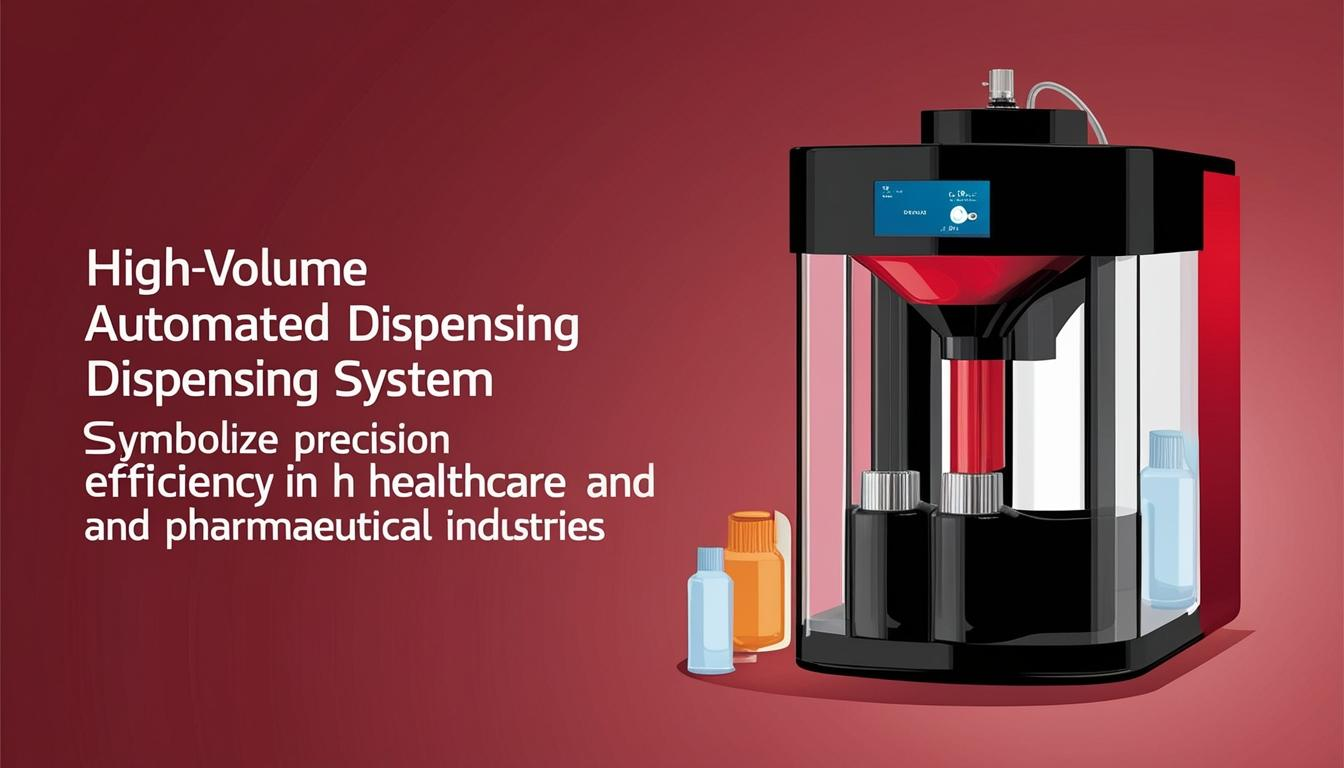 High-Volume
Automated Dispensing
Dispensing System
Symbolize precision
efficiency in h healthcare and
and pharmaeutical industries